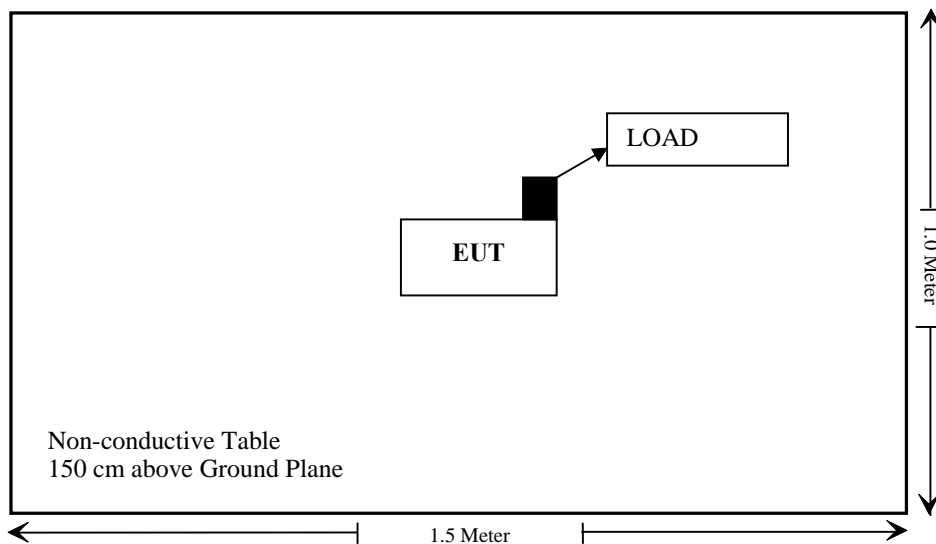 LOAD
EUT
1.0 Meter
Non-conductive Table
150 cm above Ground Plane
1.5 Meter